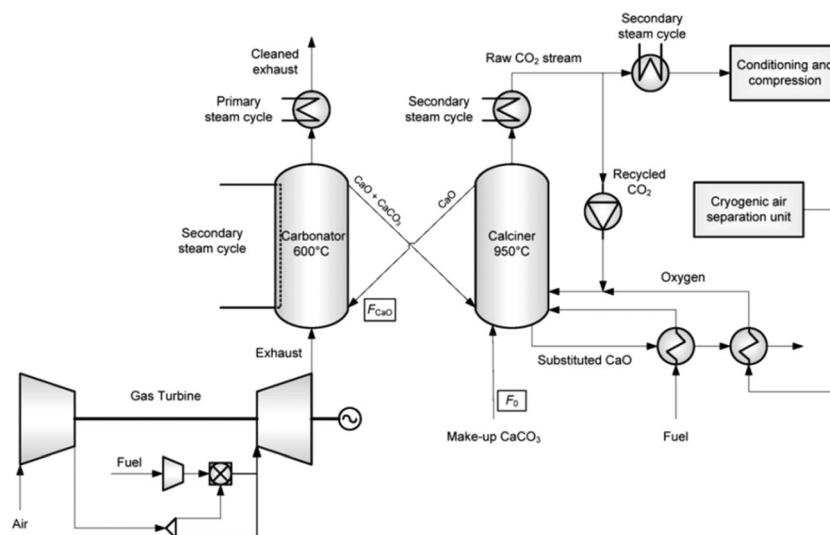 Cleaned
exhaust
Primary
steam cycle
Secondary
steam cycle
Carbonator
600°C
CaO + CaCO₃
CaO
F_CaO
Secondary
steam cycle
Raw CO₂ stream
Secondary
steam cycle
Conditioning and
compression
Recycled
CO₂
Cryogenic air
separation unit
Calciner
950°C
Oxygen
Substituted CaO
Fuel
F₀
Make-up CaCO₃
Exhaust
Gas Turbine
Fuel
Air